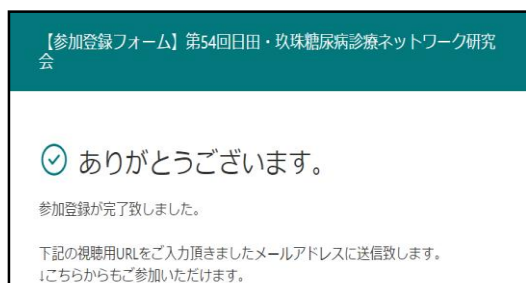 【参加登録フォーム】第54回日田・玖珠糖尿病診療ネットワーク研究
会
ありがとうございます。
参加登録が完了致しました。
下記の視聴用URLをご入力頂きましたメールアドレスに送信致します。
↓こちらからもご参加いただけます。